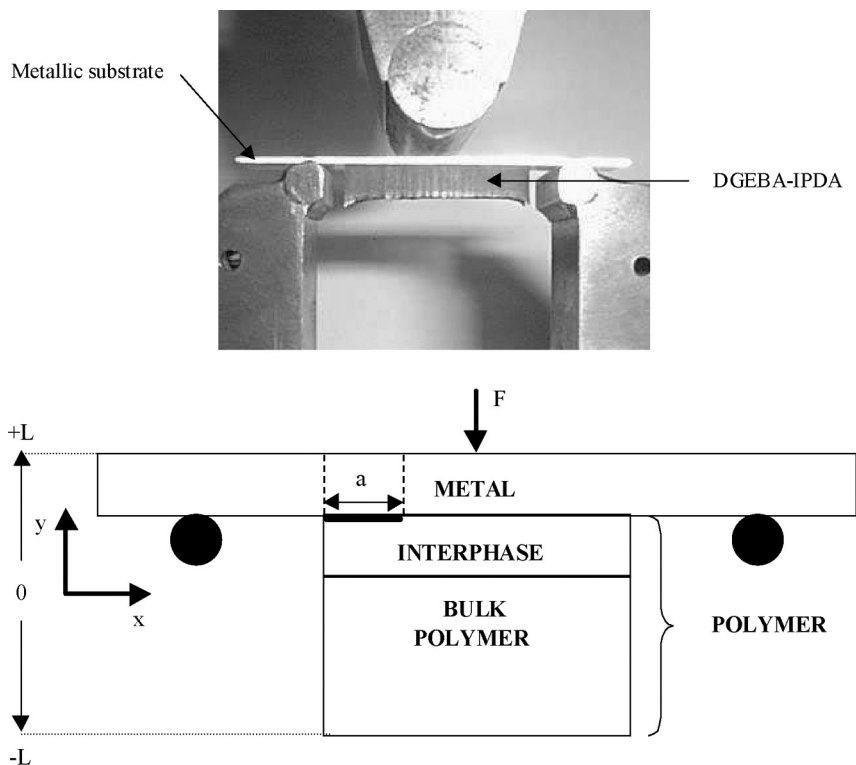 Metallic substrate
DGEBA-IPDA
F
+L
a
METAL
y
INTERPHASE
0
x
BULK
POLYMER
POLYMER
-L